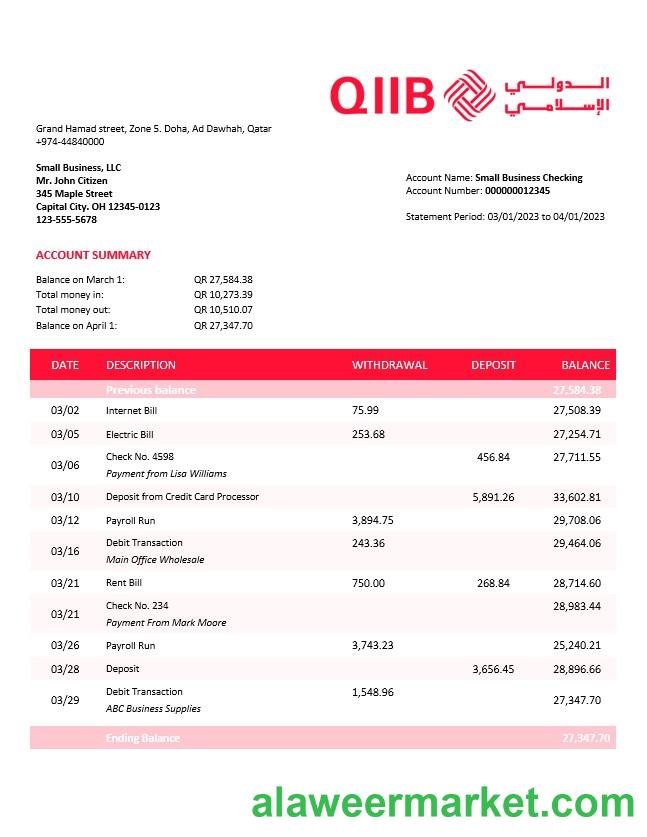 QIIB الدولي
الإسلامي
Grand Hamad street, Zone 5. Doha, Ad Dawhah, Qatar
+974-44840000
Small Business, LLC
Mr. John Citizen
345 Maple Street
Capital City. OH 12345-0123
123-555-5678
Account Name: Small Business Checking
Account Number: 000000012345
Statement Period: 03/01/2023 to 04/01/2023
ACCOUNT SUMMARY
Balance on March 1: QR 27,584.38
Total money in: QR 10,273.39
Total money out: QR 10,510.07
Balance on April 1: QR 27,347.70
DATE DESCRIPTION WITHDRAWAL DEPOSIT BALANCE
Previous balance 27,584.38
03/02 Internet Bill 75.99 27,508.39
03/05 Electric Bill 253.68 27,254.71
03/06 Check No. 4598 456.84 27,711.55
Payment from Lisa Williams
03/10 Deposit from Credit Card Processor 5,891.26 33,602.81
03/12 Payroll Run 3,894.75 29,708.06
03/16 Debit Transaction 243.36 29,464.06
Main Office Wholesale
03/21 Rent Bill 750.00 268.84 28,714.60
03/21 Check No. 234 28,983.44
Payment From Mark Moore
03/26 Payroll Run 3,743.23 25,240.21
03/28 Deposit 3,656.45 28,896.66
03/29 Debit Transaction 1,548.96 27,347.70
ABC Business Supplies
Ending Balance 27,347.70
alaweermarket.com